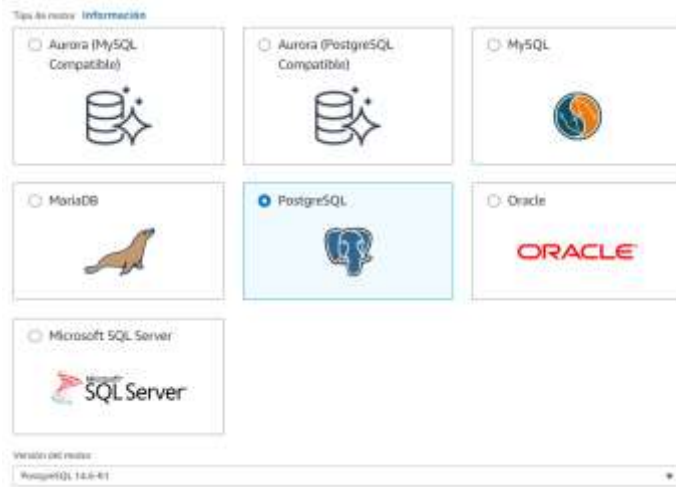 Tipo de motor Información
Aurora (MySQL
Compatible)
Aurora (PostgreSQL
Compatible)
MySQL
MariaDB
PostgreSQL
Oracle
ORACLE
Microsoft SQL Server
Microsoft
SQL Server
Versión del motor
PostgreSQL 14.6-R1